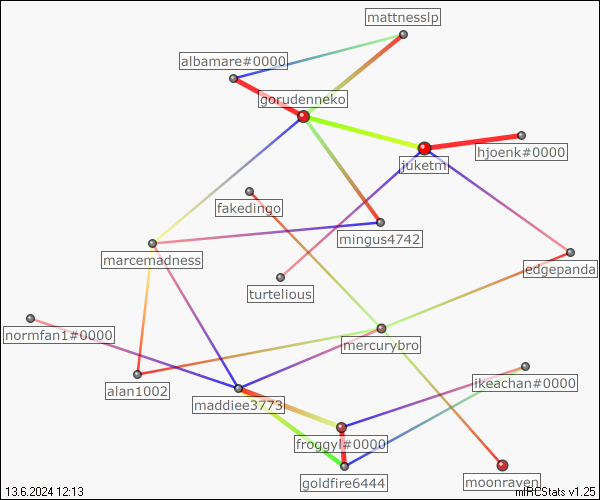 mattnesslp
albamare#0000
gorudenneko
hjoenk#0000
juketm
fakedingo
mingus4742
marcemadness
edgepanda
turtelious
normfan1#0000
mercurybro
ikeachan#0000
alan1002
maddiee3773
froggyl#0000
goldfire6444
moonraven
13.6.2024 12:13
mIRCStats v1.25